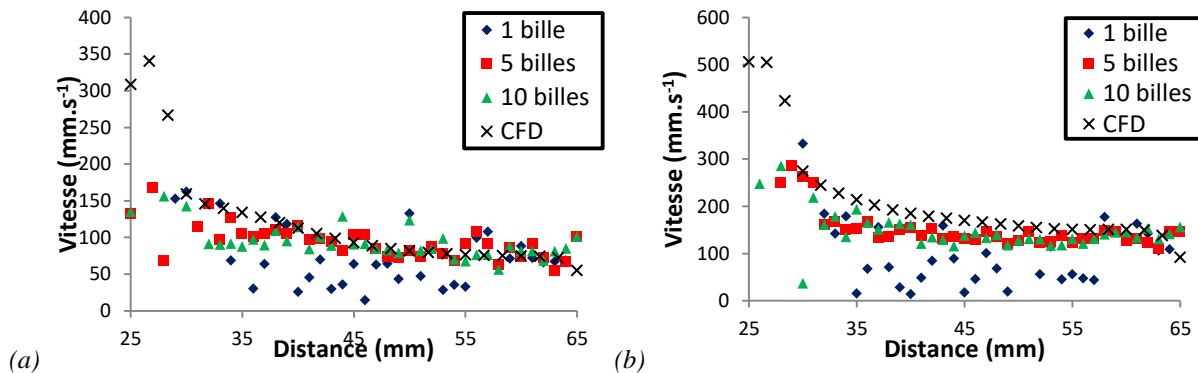 400
350
300
250
200
150
100
50
0
Vitesse (mm.s⁻¹)
25 35 45 55 65
Distance (mm)
1 bille
5 billes
10 billes
CFD
(a)
600
500
400
300
200
100
0
Vitesse (mm.s⁻¹)
25 35 45 55 65
Distance (mm)
1 bille
5 billes
10 billes
CFD
(b)